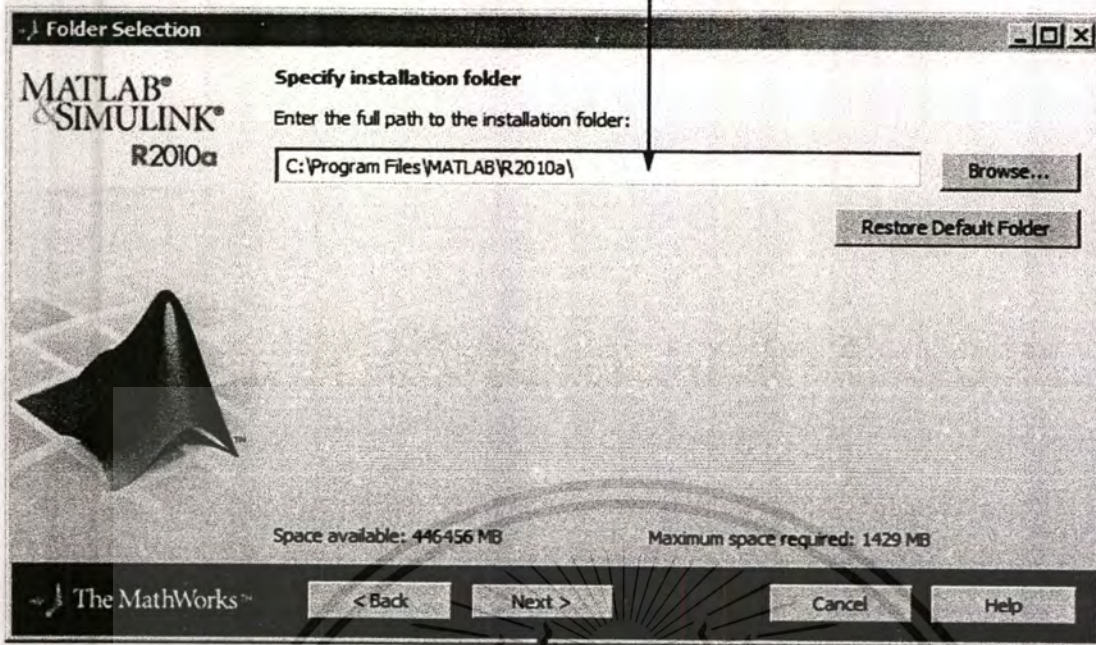 Folder Selection
MATLAB®
&SIMULINK®
R2010a
Specify installation folder
Enter the full path to the installation folder:
C:\Program Files\MATLAB\R2010a\
Browse...
Restore Default Folder
TM
Space available: 446456 MB
Maximum space required: 1429 MB
The MathWorks™
< Back
Next >
Cancel
Help